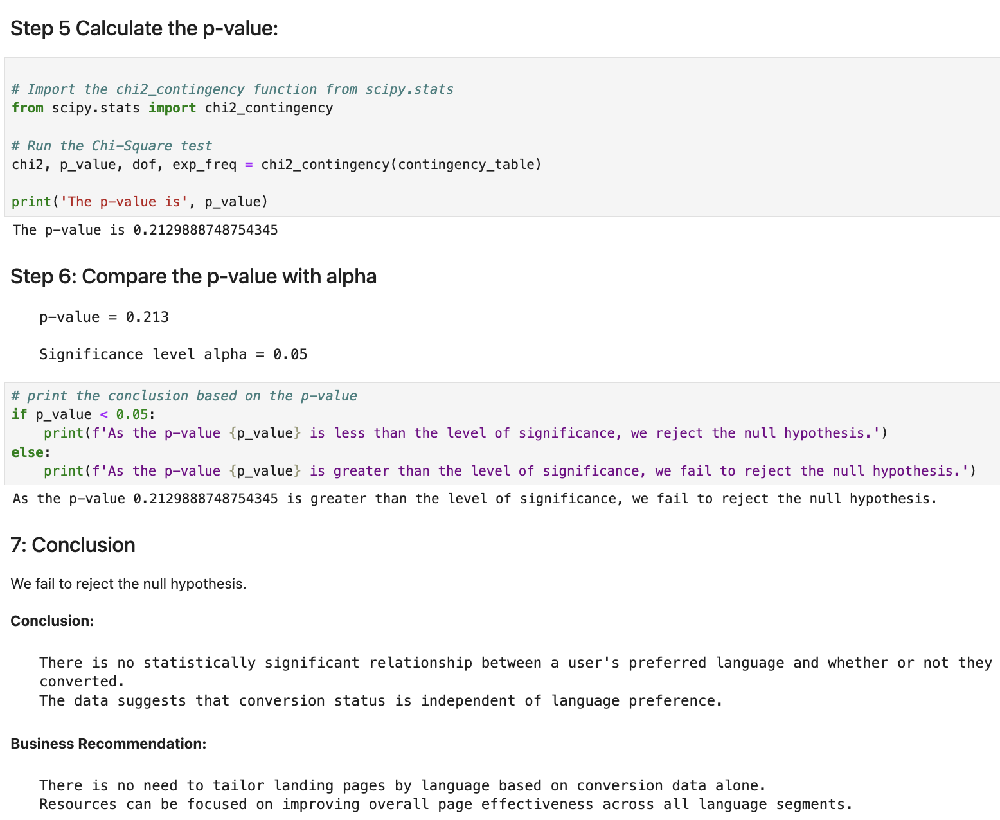 Step 5 Calculate the p-value:
# Import the chi2_contingency function from scipy.stats
from scipy.stats import chi2_contingency
# Run the Chi-Square test
chi2, p_value, dof, exp_freq = chi2_contingency(contingency_table)
print('The p-value is', p_value)
The p-value is 0.2129888748754345
Step 6: Compare the p-value with alpha
p-value = 0.213
Significance level alpha = 0.05
# print the conclusion based on the p-value
if p_value < 0.05:
    print(f'As the p-value {p_value} is less than the level of significance, we reject the null hypothesis.')
else:
    print(f'As the p-value {p_value} is greater than the level of significance, we fail to reject the null hypothesis.')
As the p-value 0.2129888748754345 is greater than the level of significance, we fail to reject the null hypothesis.
7: Conclusion
We fail to reject the null hypothesis.
Conclusion:
There is no statistically significant relationship between a user's preferred language and whether or not they
converted.
The data suggests that conversion status is independent of language preference.
Business Recommendation:
There is no need to tailor landing pages by language based on conversion data alone.
Resources can be focused on improving overall page effectiveness across all language segments.